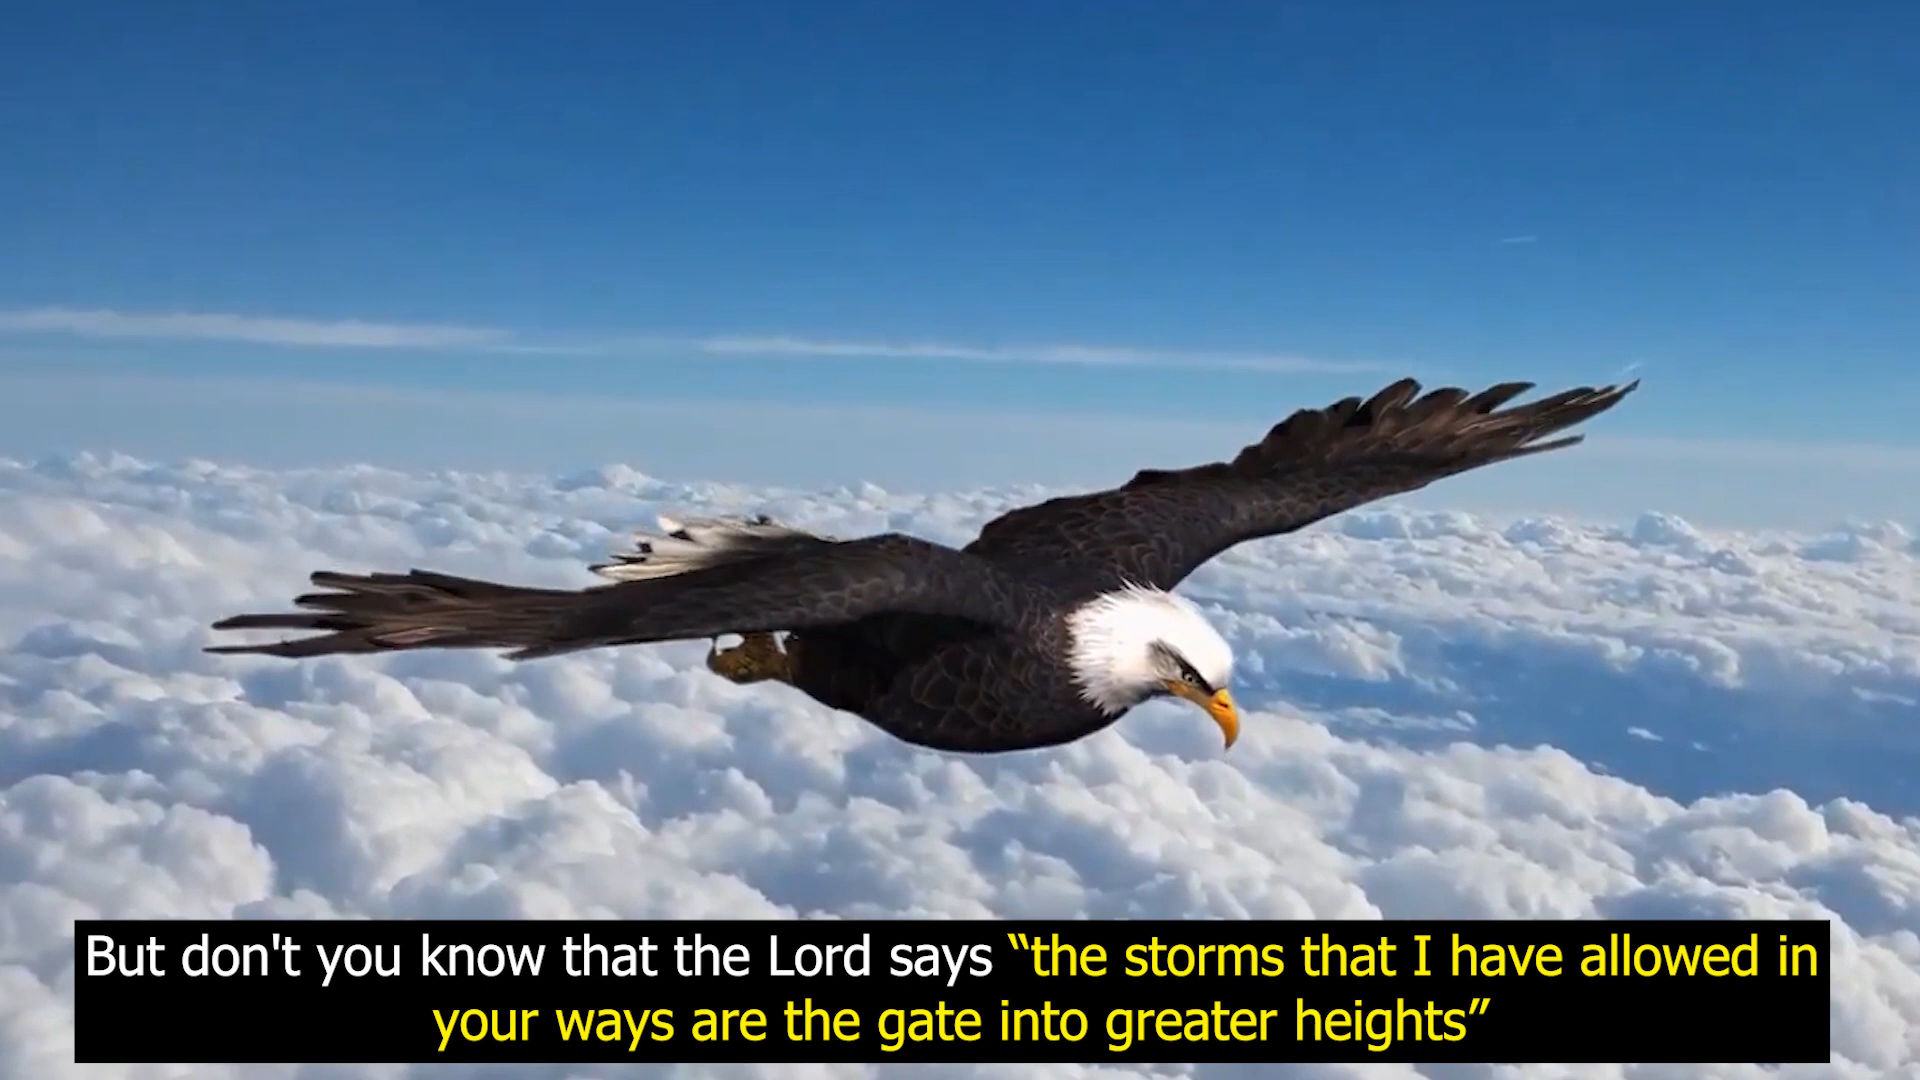 But don't you know that the Lord says “the storms that I have allowed in
your ways are the gate into greater heights”